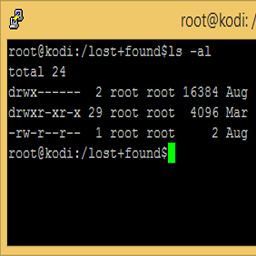 root@kodi: /
root@kodi:/lost+found$ls -al
total 24
drwx------  2 root root 16384 Aug
drwxr-xr-x 29 root root  4096 Mar
-rw-r--r--  1 root root     2 Aug
root@kodi:/lost+found$